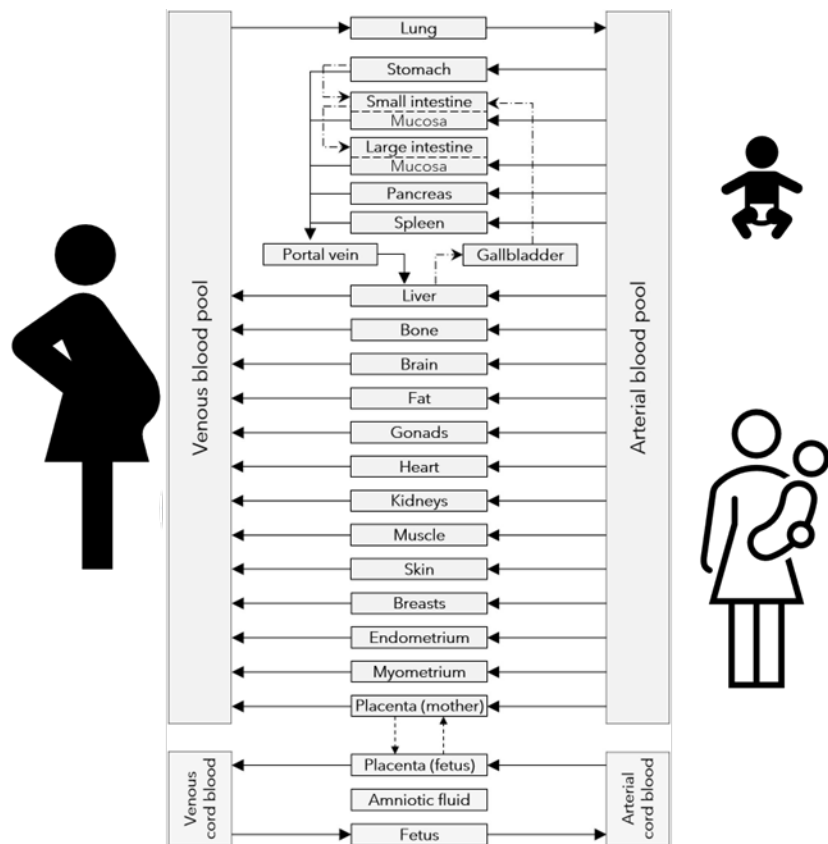 Lung
Stomach
Small intestine
Mucosa
Large intestine
Mucosa
Pancreas
Spleen
Portal vein
Gallbladder
Liver
Bone
Brain
Fat
Gonads
Heart
Kidneys
Muscle
Skin
Breasts
Endometrium
Myometrium
Placenta (mother)
Venous blood pool
Arterial blood pool
Placenta (fetus)
Amniotic fluid
Fetus
Venous
cord blood
Arterial
cord blood